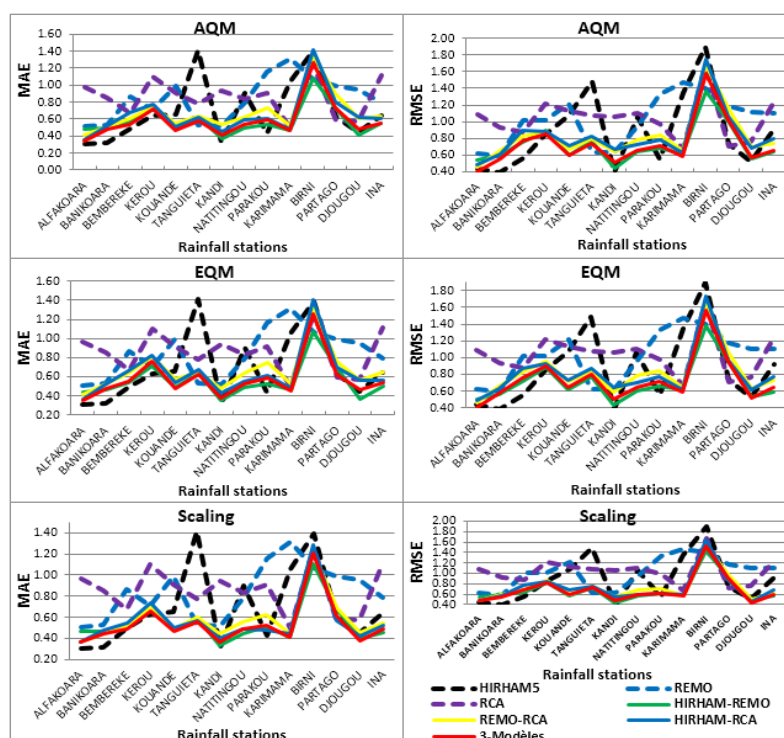 AQM
MAE
1.60
1.40
1.20
1.00
0.80
0.60
0.40
0.20
0.00
ALFAKOARA
BANIKOARA
BEMBEREKE
KEROU
KOUANDE
TANGUIETA
KANDI
NATITINGOU
PARAKOU
KARIMAMA
BIRNI
PARTAGO
DJOUGOU
INA
Rainfall stations
AQM
RMSE
2.00
1.80
1.60
1.40
1.20
1.00
0.80
0.60
0.40
ALFAKOARA
BANIKOARA
BEMBEREKE
KEROU
KOUANDE
TANGUIETA
KANDI
NATITINGOU
PARAKOU
KARIMAMA
BIRNI
PARTAGO
DJOUGOU
INA
Rainfall stations
EQM
MAE
1.60
1.40
1.20
1.00
0.80
0.60
0.40
0.20
ALFAKOARA
BANIKOARA
BEMBEREKE
KEROU
KOUANDE
TANGUIETA
KANDI
NATITINGOU
PARAKOU
KARIMAMA
BIRNI
PARTAGO
DJOUGOU
INA
Rainfall stations
EQM
RMSE
1.80
1.60
1.40
1.20
1.00
0.80
0.60
0.40
ALFAKOARA
BANIKOARA
BEMBEREKE
KEROU
KOUANDE
TANGUIETA
KANDI
NATITINGOU
PARAKOU
KARIMAMA
BIRNI
PARTAGO
DJOUGOU
INA
Rainfall stations
Scaling
MAE
1.40
1.20
1.00
0.80
0.60
0.40
0.20
ALFAKOARA
BANIKOARA
BEMBEREKE
KEROU
KOUANDE
TANGUIETA
KANDI
NATITINGOU
PARAKOU
KARIMAMA
BIRNI
PARTAGO
DJOUGOU
INA
Rainfall stations
Scaling
RMSE
2.00
1.80
1.60
1.40
1.20
1.00
0.80
0.60
0.40
ALFAKOARA
BANIKOARA
BEMBEREKE
KEROU
KOUANDE
TANGUIETA
KANDI
NATITINGOU
PARAKOU
KARIMAMA
BIRNI
PARTAGO
DJOUGOU
INA
Rainfall stations
HIRHAM5
REMO
RCA
HIRHAM-REMO
REMO-RCA
HIRHAM-RCA
3-Modèles